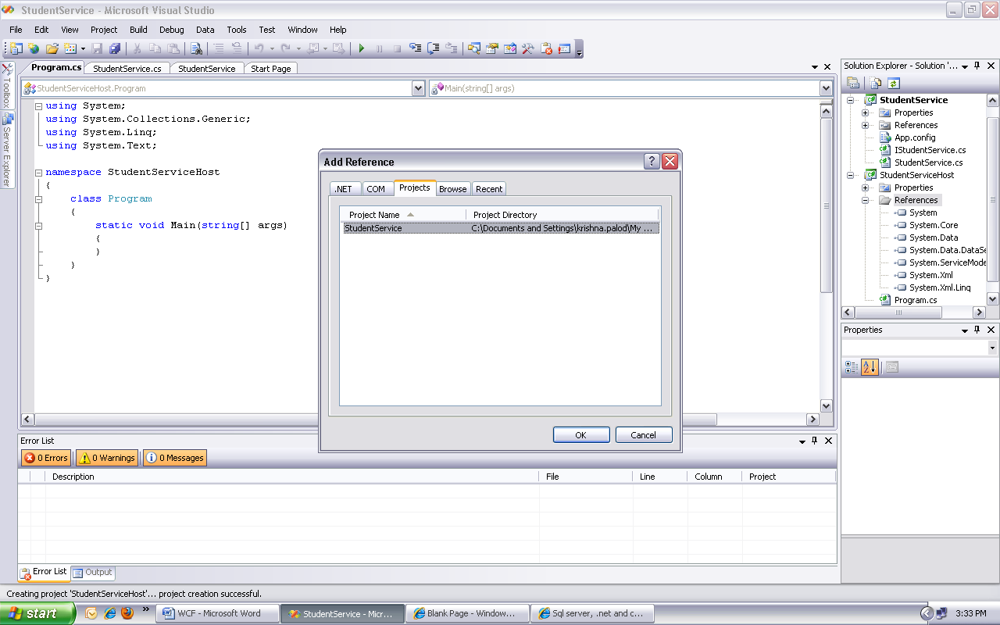 StudentService - Microsoft Visual Studio
File Edit View Project Build Debug Data Tools Test Window Help
Program.cs StudentService.cs StudentService Start Page
StudentServiceHost.Program Main(string[] args)
Toolbox
Server Explorer
using System;
using System.Collections.Generic;
using System.Linq;
using System.Text;
namespace StudentServiceHost
{
class Program
{
static void Main(string[] args)
{
}
}
}
Add Reference
.NET COM Projects Browse Recent
Project Name Project Directory
StudentService C:\Documents and Settings\krishna.palod\My ...
OK Cancel
Solution Explorer - Solution '...
StudentService
Properties
References
App.config
IStudentService.cs
StudentService.cs
StudentServiceHost
Properties
References
System
System.Core
System.Data
System.Data.DataSe
System.ServiceMode
System.Xml
System.Xml.Linq
Program.cs
Properties
Error List
0 Errors 0 Warnings 0 Messages
Description File Line Column Project
Error List Output
Creating project 'StudentServiceHost'... project creation successful.
start WCF - Microsoft Word StudentService - Micr... Blank Page - Window... Sql server, .net and c... 3:33 PM